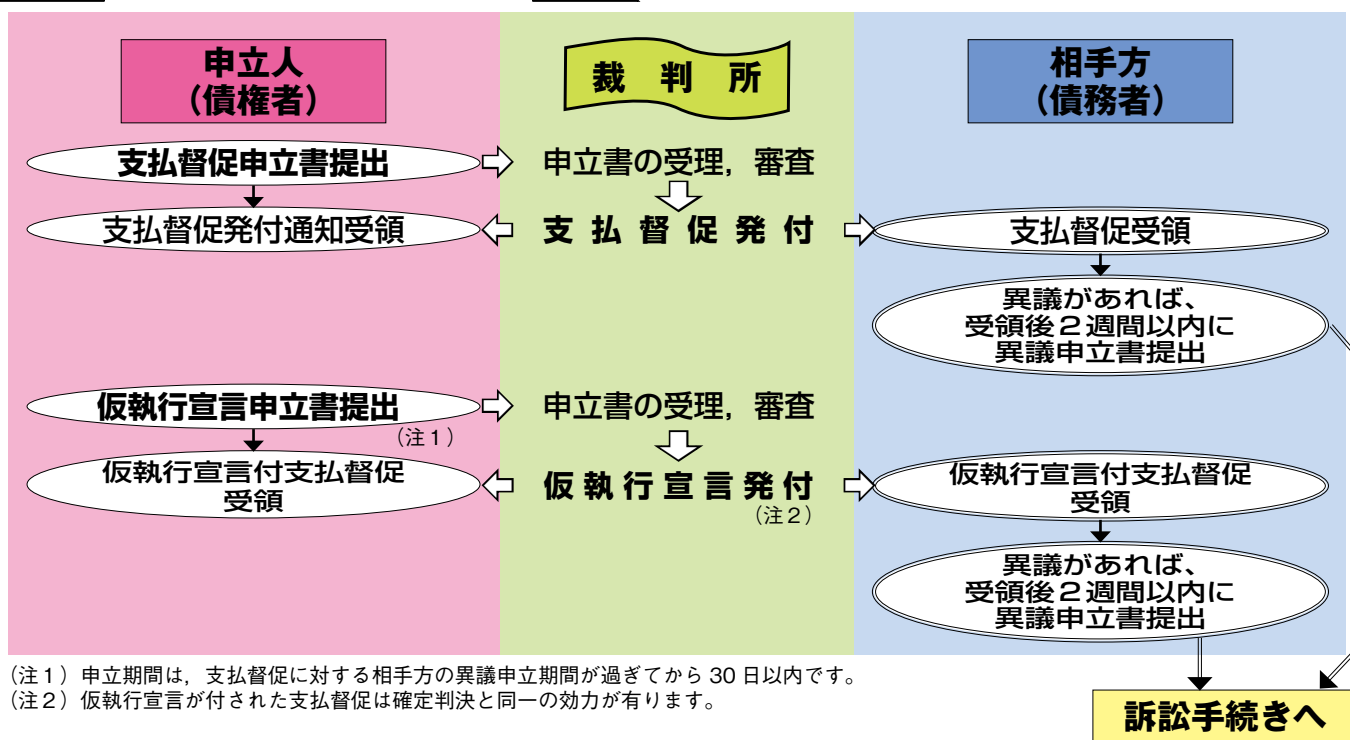 申立人
（債権者）
裁判所
相手方
（債務者）
支払督促申立書提出
申立書の受理，審査
支払督促発付通知受領
支払督促発付
支払督促受領
異議があれば、
受領後２週間以内に
異議申立書提出
仮執行宣言申立書提出
（注１）
申立書の受理，審査
仮執行宣言付支払督促
受領
仮執行宣言発付
（注２）
仮執行宣言付支払督促
受領
異議があれば、
受領後２週間以内に
異議申立書提出
（注１）申立期間は，支払督促に対する相手方の異議申立期間が過ぎてから 30 日以内です。
（注２）仮執行宣言が付された支払督促は確定判決と同一の効力が有ります。
訴訟手続きへ